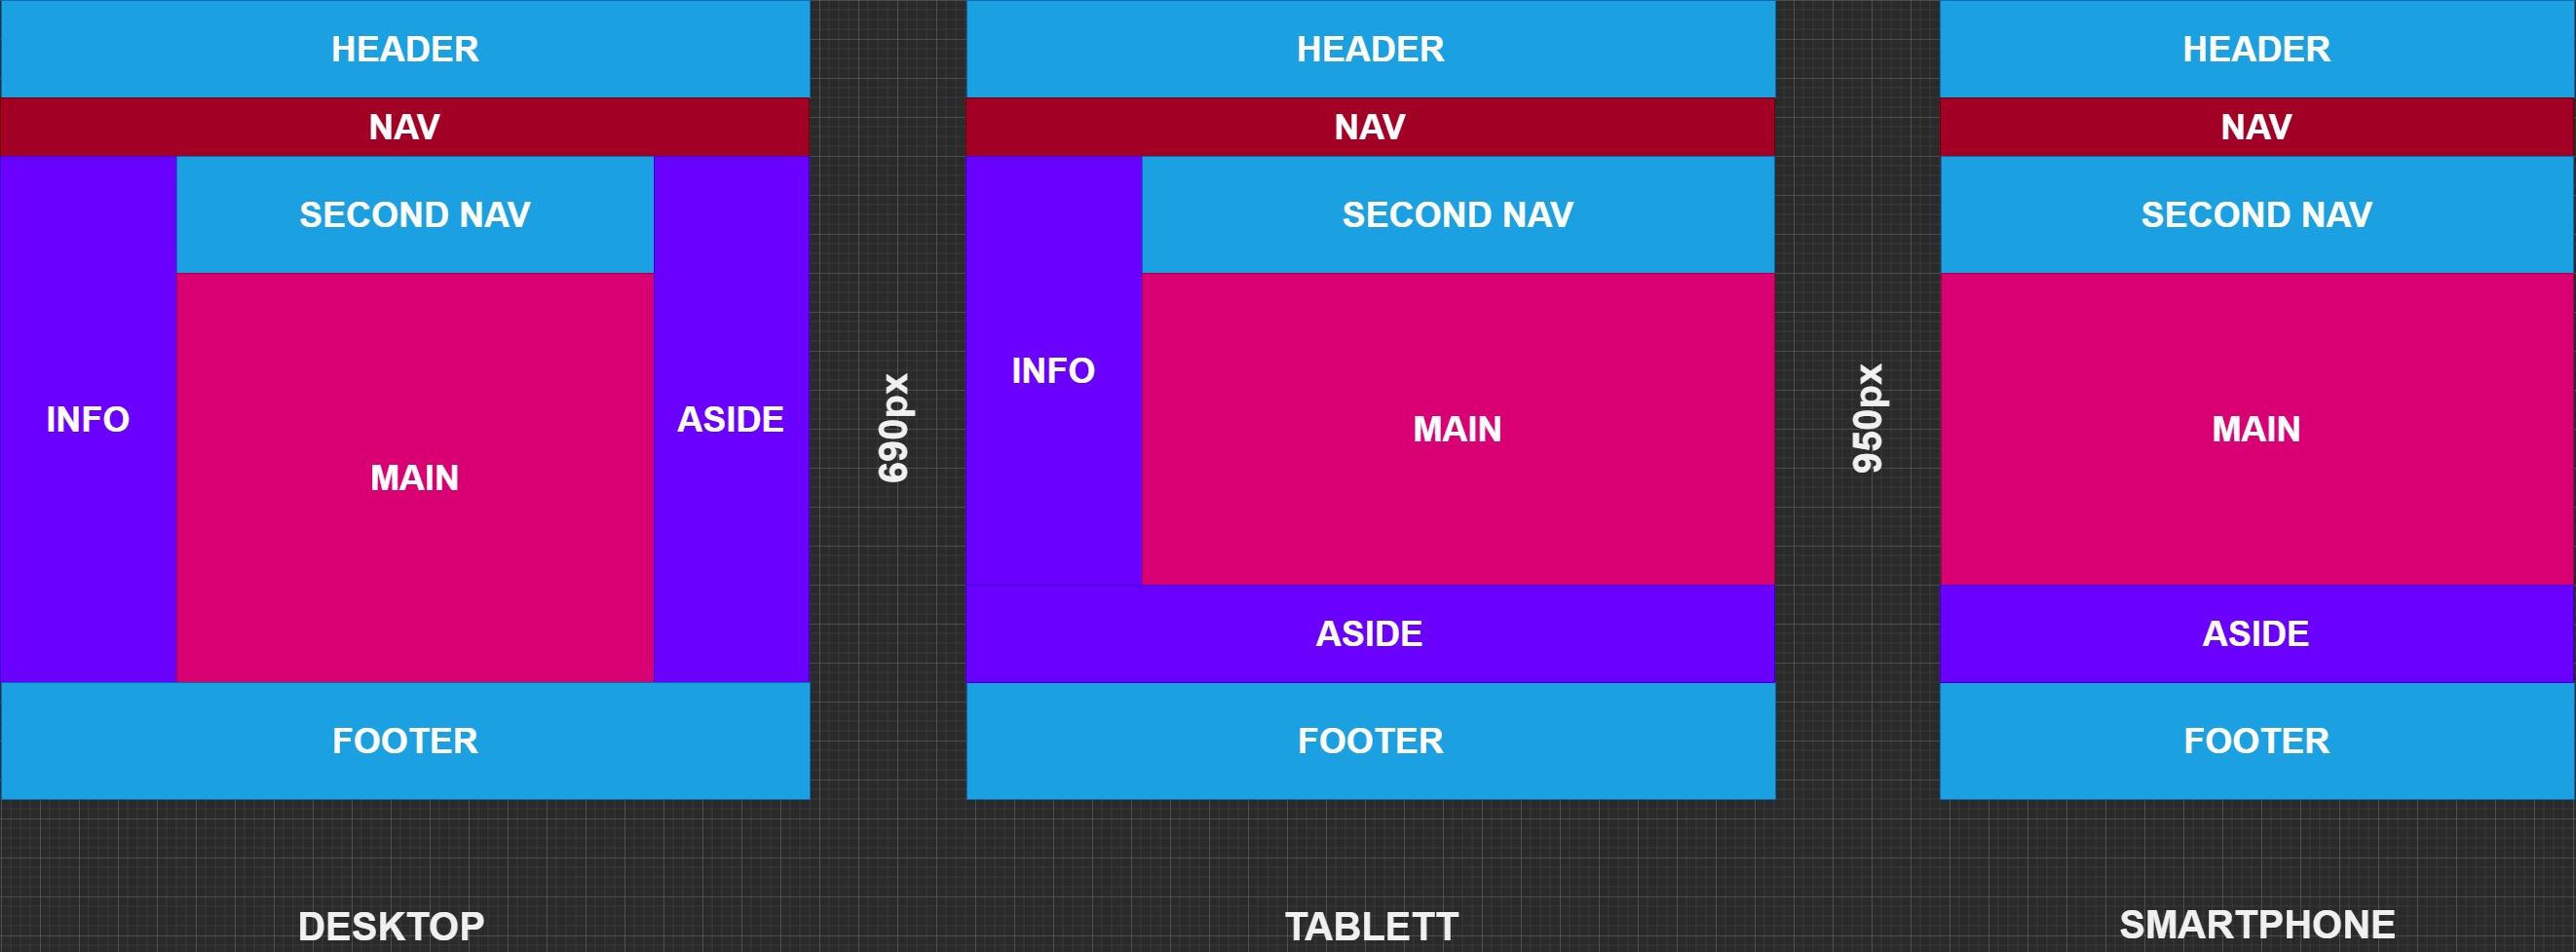 HEADER
NAV
INFO
SECOND NAV
MAIN
ASIDE
FOOTER
DESKTOP
690px
HEADER
NAV
INFO
SECOND NAV
MAIN
ASIDE
FOOTER
TABLETT
950px
HEADER
NAV
SECOND NAV
MAIN
ASIDE
FOOTER
SMARTPHONE